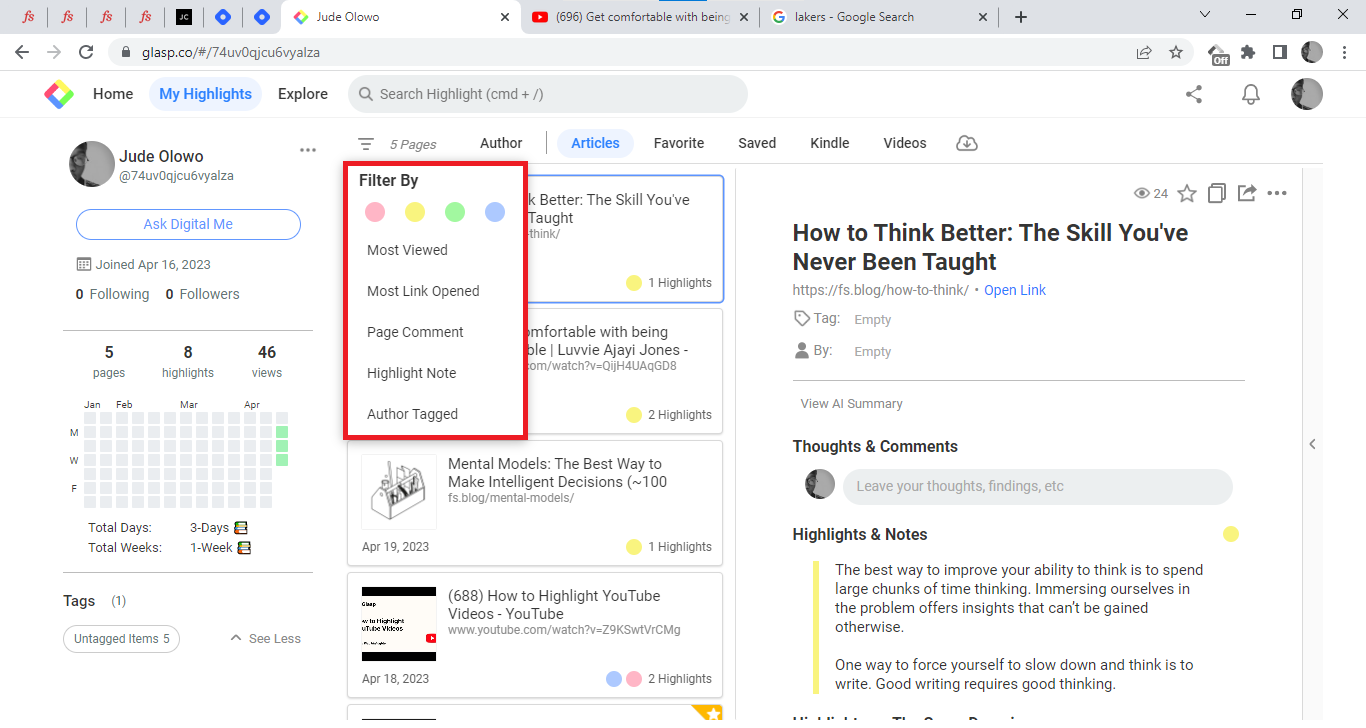 Jude Olowo
(696) Get comfortable with being
lakers - Google Search
glasp.co/#/74uv0qjcu6vyalza
Off
Home
My Highlights
Explore
Search Highlight (cmd + /)
Jude Olowo
@74uv0qjcu6vyalza
Ask Digital Me
Joined Apr 16, 2023
0 Following 0 Followers
5 8 46
pages highlights views
Jan Feb Mar Apr
M
W
F
Total Days: 3-Days
Total Weeks: 1-Week
Tags (1)
Untagged Items 5
See Less
5 Pages
Author
Articles
Favorite
Saved
Kindle
Videos
Filter By
Most Viewed
Most Link Opened
Page Comment
Highlight Note
Author Tagged
k Better: The Skill You've
Taught
-think/
1 Highlights
omfortable with being
ble | Luvvie Ajayi Jones -
com/watch?v=QijH4UAqGD8
2 Highlights
Mental Models: The Best Way to
Make Intelligent Decisions (~100
fs.blog/mental-models/
Apr 19, 2023
1 Highlights
(688) How to Highlight YouTube
Videos - YouTube
www.youtube.com/watch?v=Z9KSwtVrCMg
Glasp
w to Highlight
uTube Videos
Apr 18, 2023
2 Highlights
24
How to Think Better: The Skill You've
Never Been Taught
https://fs.blog/how-to-think/ • Open Link
Tag: Empty
By: Empty
View AI Summary
Thoughts & Comments
Leave your thoughts, findings, etc
Highlights & Notes
The best way to improve your ability to think is to spend
large chunks of time thinking. Immersing ourselves in
the problem offers insights that can't be gained
otherwise.
One way to force yourself to slow down and think is to
write. Good writing requires good thinking.